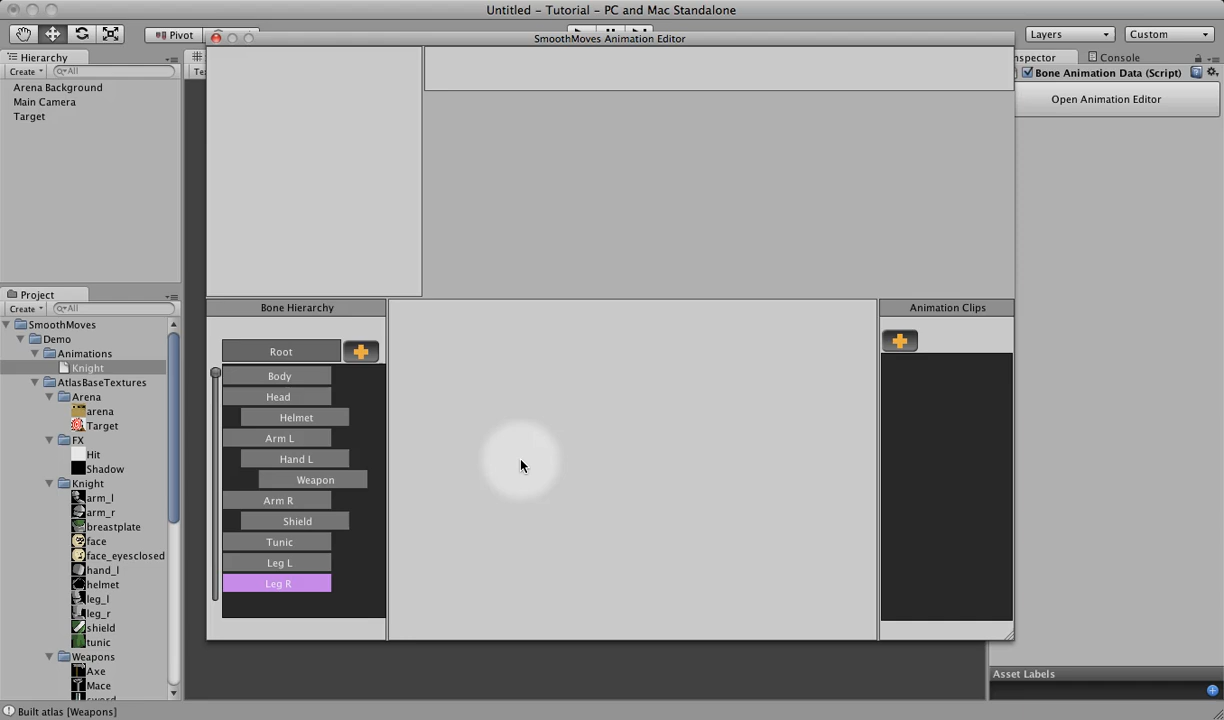 Untitled – Tutorial – PC and Mac Standalone
Pivot
Layers
Custom
Hierarchy
Create
All
Arena Background
Main Camera
Target
SmoothMoves Animation Editor
nspector
Console
Bone Animation Data (Script)
Open Animation Editor
Project
Create
All
SmoothMoves
Demo
Animations
Knight
AtlasBaseTextures
Arena
arena
Target
FX
Hit
Shadow
Knight
arm_l
arm_r
breastplate
face
face_eyesclosed
hand_l
helmet
leg_l
leg_r
shield
tunic
Weapons
Axe
Mace
Bone Hierarchy
Root
Body
Head
Helmet
Arm L
Hand L
Weapon
Arm R
Shield
Tunic
Leg L
Leg R
Animation Clips
Asset Labels
Built atlas [Weapons]